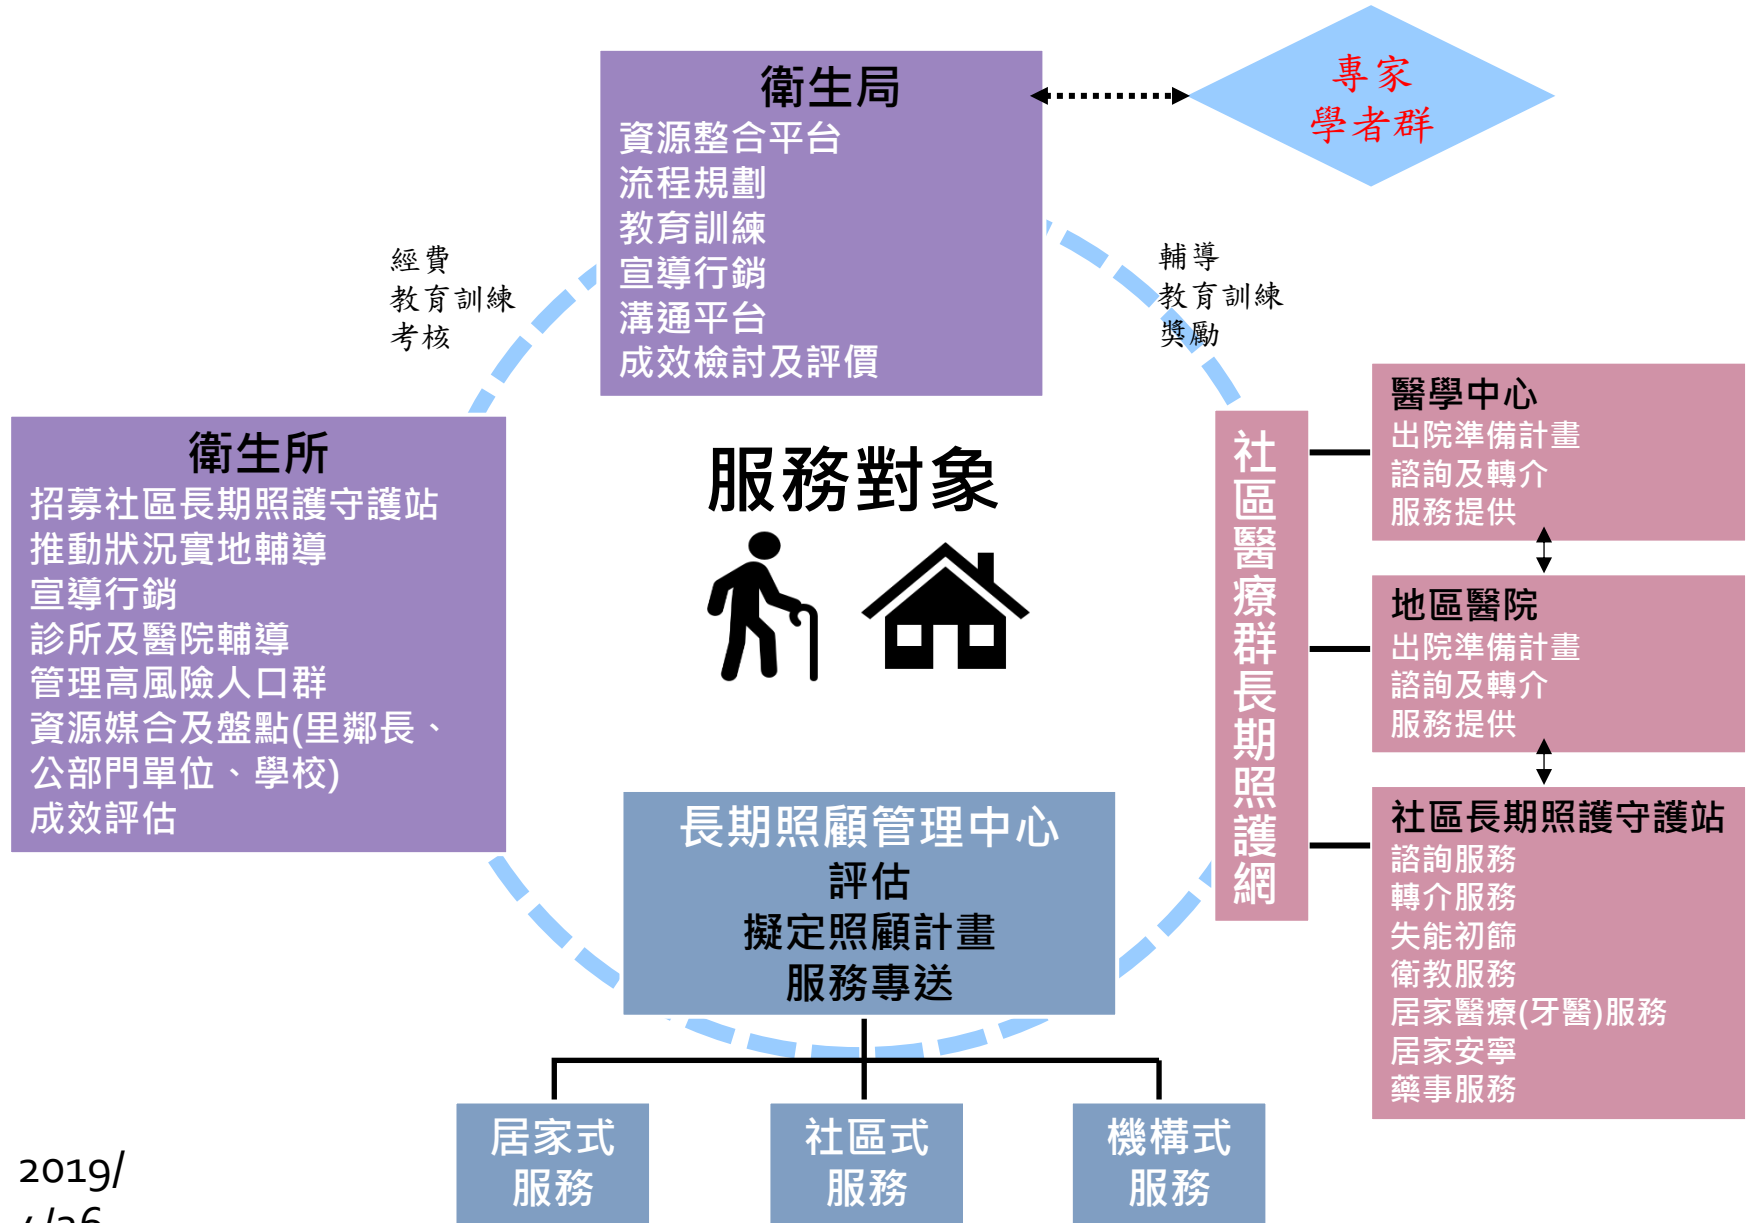 專家
學者群
衛生局
資源整合平台
流程規劃
教育訓練
宣導行銷
溝通平台
成效檢討及評價
經費
教育訓練
考核
輔導
教育訓練
獎勵
衛生所
招募社區長期照護守護站
推動狀況實地輔導
宣導行銷
診所及醫院輔導
管理高風險人口群
資源媒合及盤點(里鄰長、
公部門單位、學校)
成效評估
服務對象
社區醫療群長期照護網
醫學中心
出院準備計畫
諮詢及轉介
服務提供
地區醫院
出院準備計畫
諮詢及轉介
服務提供
社區長期照護守護站
諮詢服務
轉介服務
失能初篩
衛教服務
居家醫療(牙醫)服務
居家安寧
藥事服務
長期照顧管理中心
評估
擬定照顧計畫
服務專送
居家式
服務
社區式
服務
機構式
服務
2019/